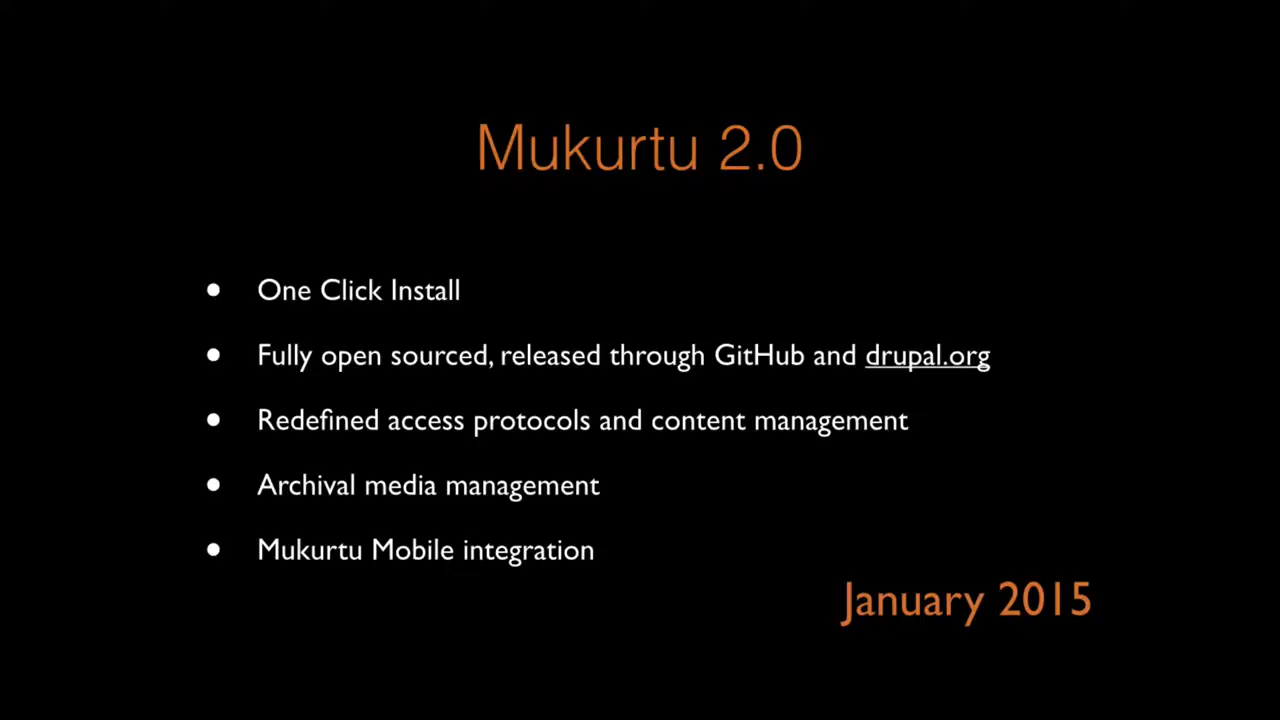 Mukurtu 2.0
• One Click Install
• Fully open sourced, released through GitHub and drupal.org
• Redefined access protocols and content management
• Archival media management
• Mukurtu Mobile integration
January 2015